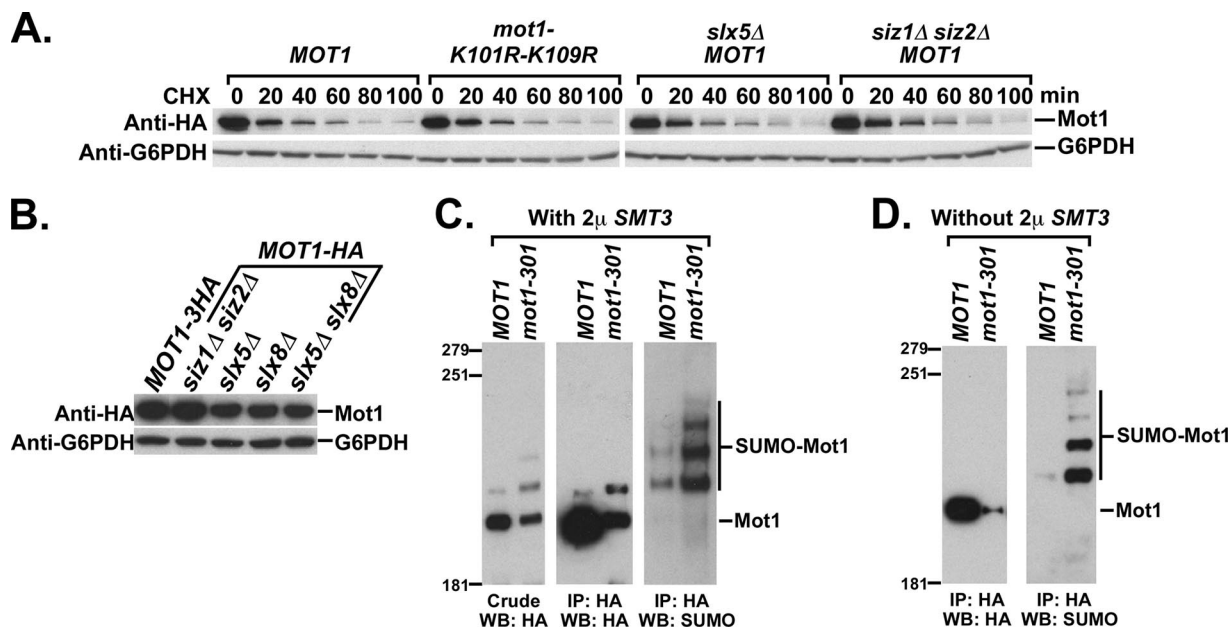 A.
MOT1
mot1-
K101R-K109R
slx5Δ
MOT1
siz1Δ siz2Δ
MOT1
CHX 0 20 40 60 80 100 0 20 40 60 80 100 0 20 40 60 80 100 0 20 40 60 80 100 min
Anti-HA
Mot1
Anti-G6PDH
G6PDH
B.
MOT1-HA
MOT1-3HA
siz1Δ siz2Δ
slx5Δ
slx8Δ
slx5Δ slx8Δ
Anti-HA
Mot1
Anti-G6PDH
G6PDH
C.
With 2μ SMT3
MOT1
mot1-301
MOT1
mot1-301
MOT1
mot1-301
279
251
181
SUMO-Mot1
Mot1
Crude
WB: HA
IP: HA
WB: HA
IP: HA
WB: SUMO
D.
Without 2μ SMT3
MOT1
mot1-301
MOT1
mot1-301
279
251
181
SUMO-Mot1
Mot1
IP: HA
WB: HA
IP: HA
WB: SUMO